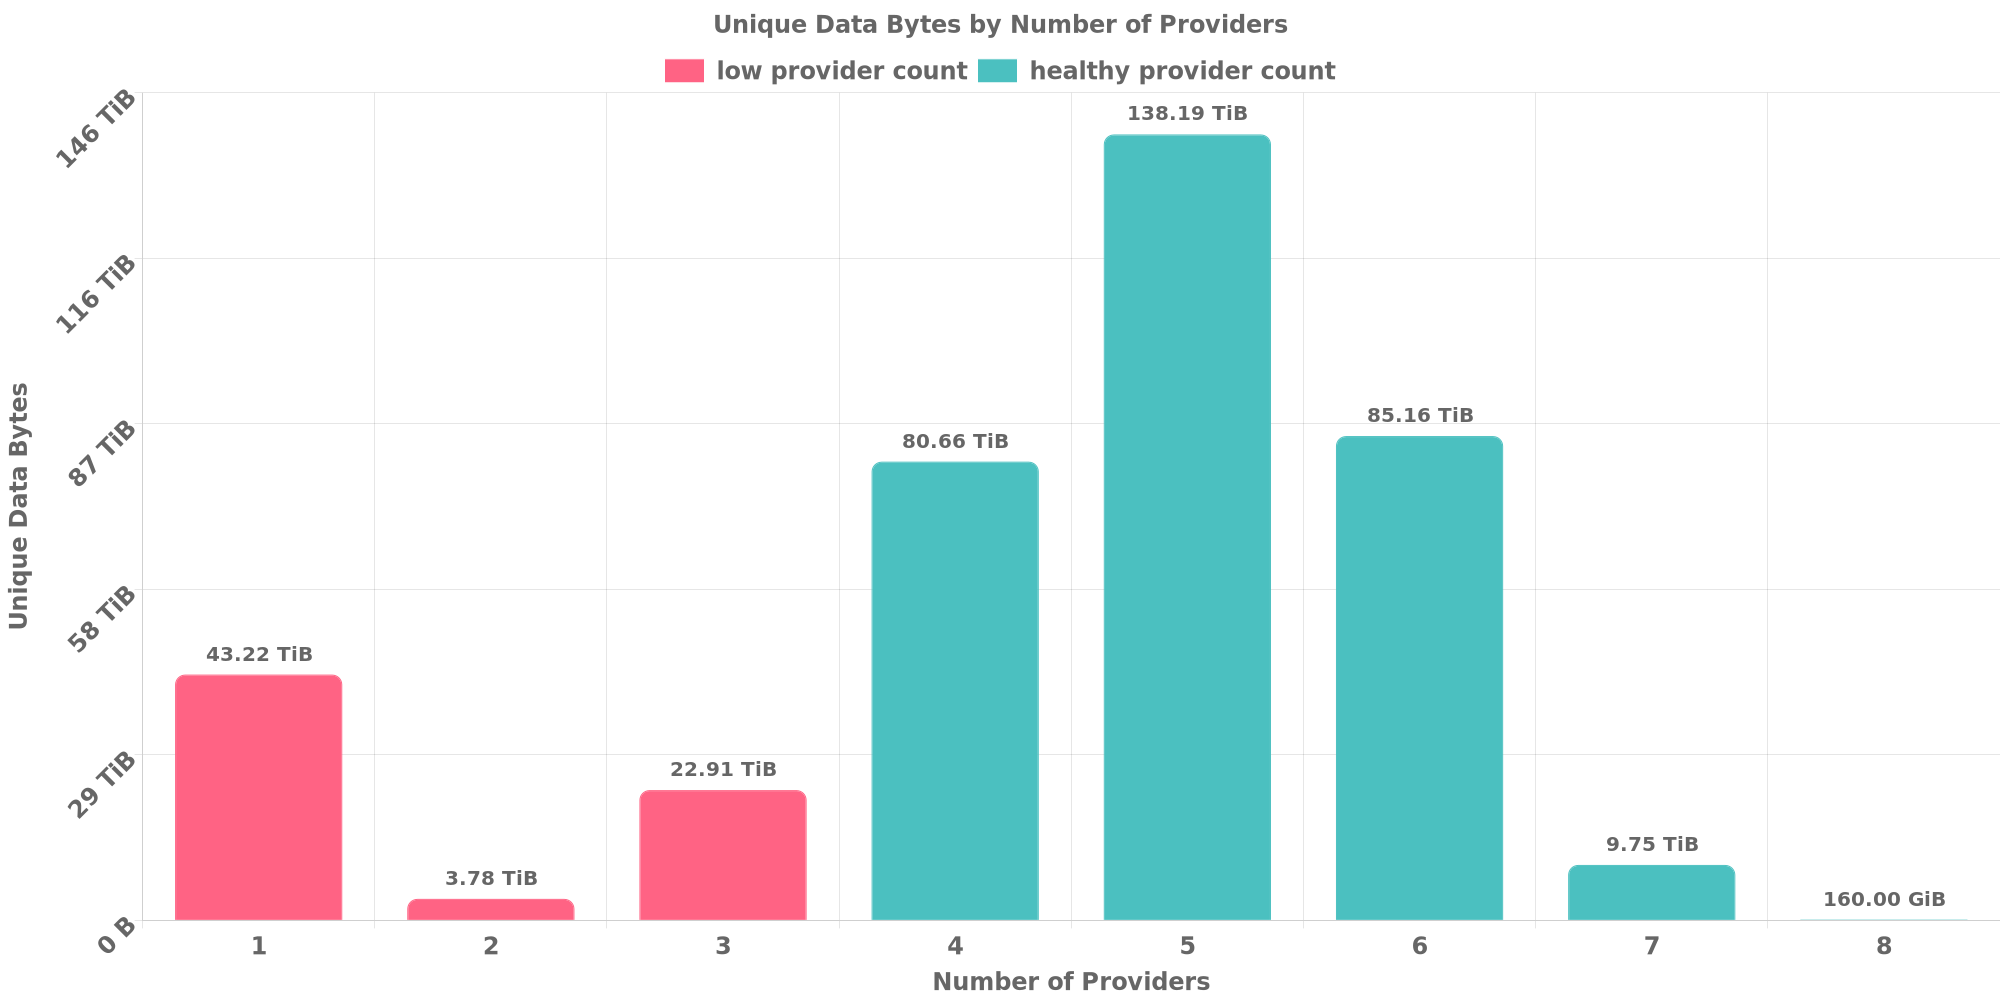 Unique Data Bytes by Number of Providers
low provider count healthy provider count
146 TiB
116 TiB
87 TiB
58 TiB
29 TiB
0 B
Unique Data Bytes
43.22 TiB
3.78 TiB
22.91 TiB
80.66 TiB
138.19 TiB
85.16 TiB
9.75 TiB
160.00 GiB
1 2 3 4 5 6 7 8
Number of Providers